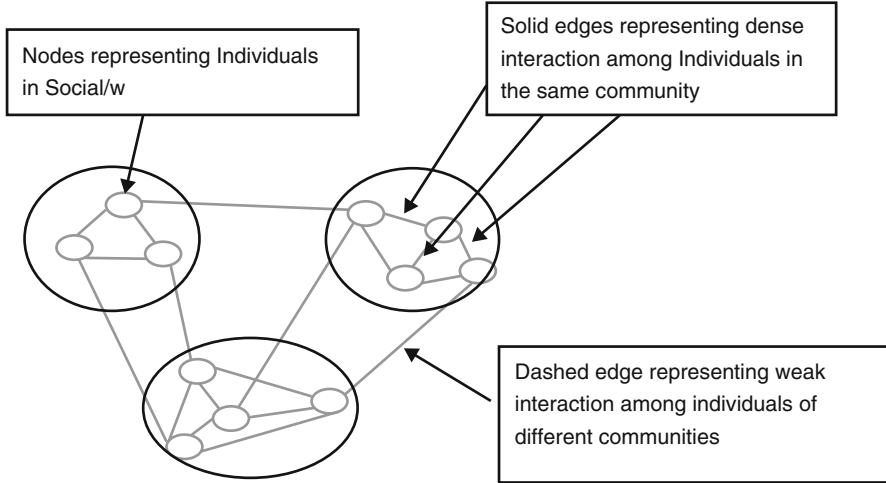 Nodes representing Individuals
in Social/w
Solid edges representing dense
interaction among Individuals in
the same community
Dashed edge representing weak
interaction among individuals of
different communities